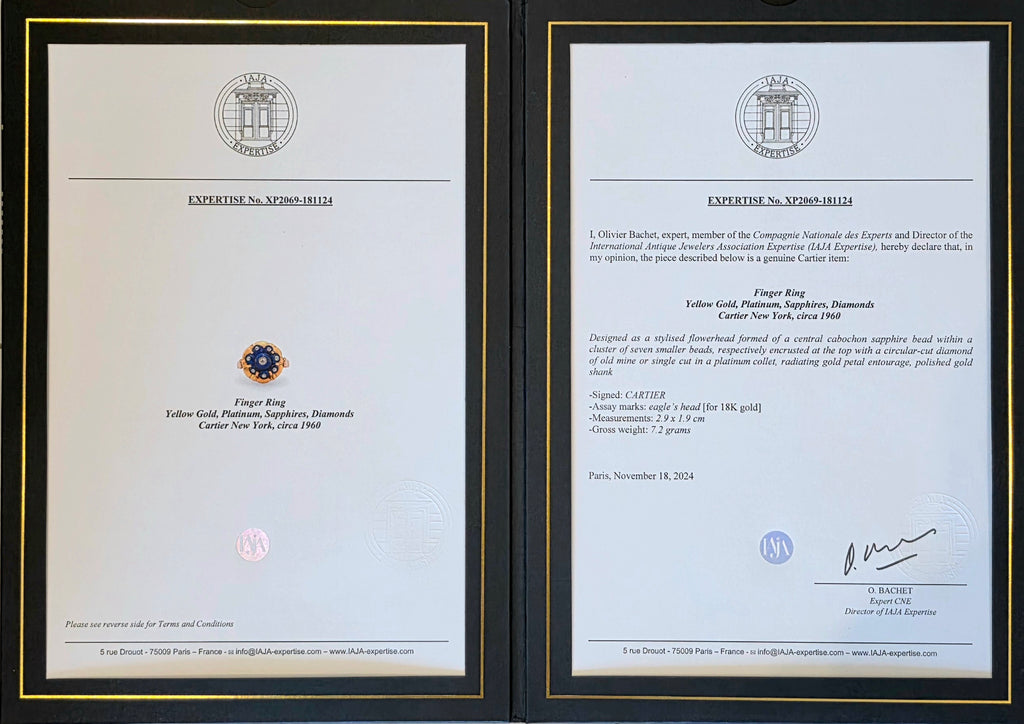 · IAJA ·
· EXPERTISE ·
EXPERTISE No. XP2069-181124
Finger Ring
Yellow Gold, Platinum, Sapphires, Diamonds
Cartier New York, circa 1960
IAJA
Please see reverse side for Terms and Conditions
5 rue Drouot - 75009 Paris – France - ✉ info@IAJA-expertise.com – www.IAJA-expertise.com
· IAJA ·
· EXPERTISE ·
EXPERTISE No. XP2069-181124
I, Olivier Bachet, expert, member of the Compagnie Nationale des Experts and Director of the
International Antique Jewelers Association Expertise (IAJA Expertise), hereby declare that, in
my opinion, the piece described below is a genuine Cartier item:
Finger Ring
Yellow Gold, Platinum, Sapphires, Diamonds
Cartier New York, circa 1960
Designed as a stylised flowerhead formed of a central cabochon sapphire bead within a
cluster of seven smaller beads, respectively encrusted at the top with a circular-cut diamond
of old mine or single cut in a platinum collet, radiating gold petal entourage, polished gold
shank
-Signed: CARTIER
-Assay marks: eagle's head [for 18K gold]
-Measurements: 2.9 x 1.9 cm
-Gross weight: 7.2 grams
Paris, November 18, 2024
IAJA
O. BACHET
Expert CNE
Director of IAJA Expertise
5 rue Drouot - 75009 Paris – France - ✉ info@IAJA-expertise.com – www.IAJA-expertise.com